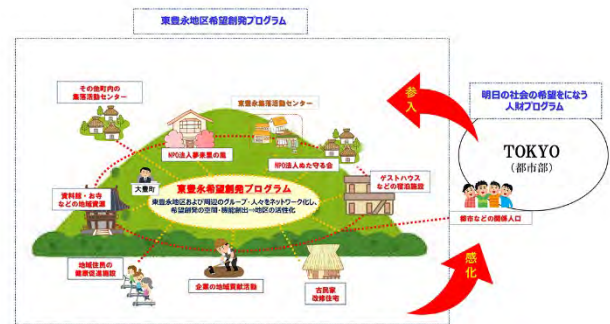 東豊永地区希望創発プログラム
その他町内の
集落活動センター
東豊永集落活動センター
NPO法人夢来里の風
NPO法人ぬた守る会
大豊町
資料館・お寺
などの地域資源
東豊永希望創発プログラム
東豊永地区および周辺のグループ・人々をネットワーク化し、
希望創発の空間・機能創出→地区の活性化
ゲストハウス
などの宿泊施設
地域住民の
健康促進施設
企業の地域貢献活動
古民家
改修住宅
参入
明日の社会の希望をになう
人財プログラム
TOKYO
(都市部)
都市などの関係人口
感化